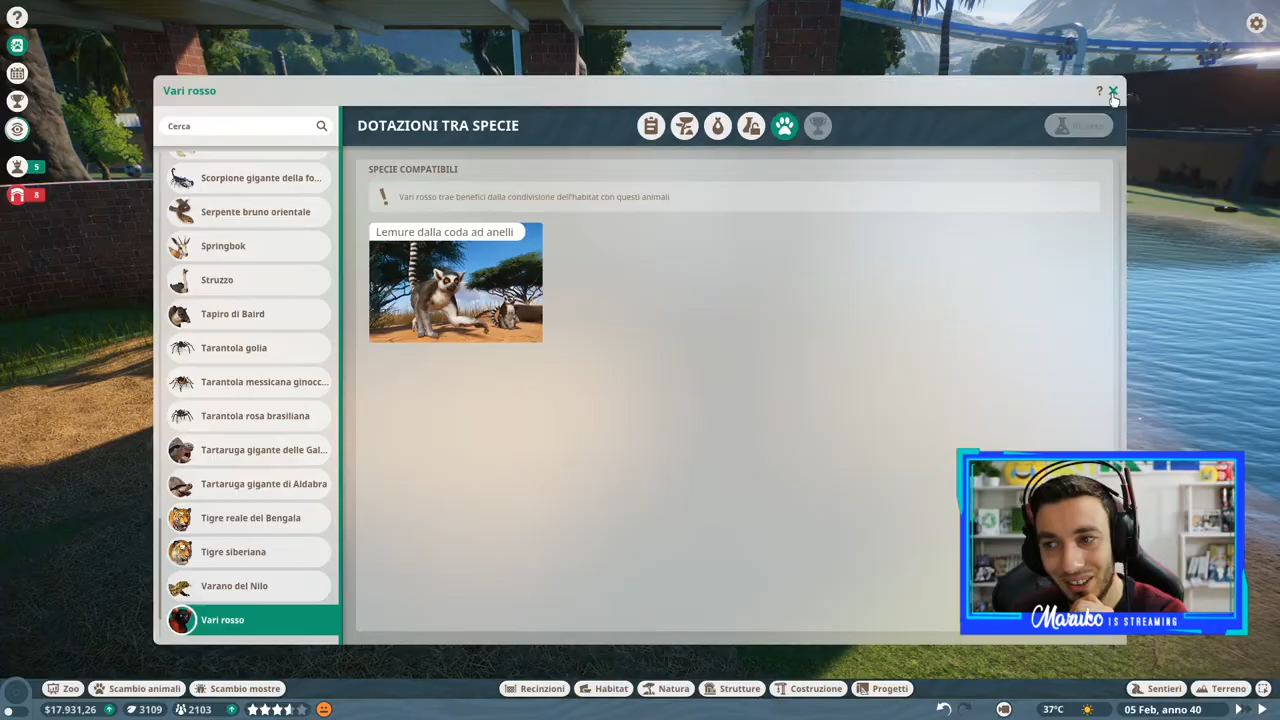 Vari rosso
?
Cerca
DOTAZIONI TRA SPECIE
SPECIE COMPATIBILI
Vari rosso trae benefici dalla condivisione dell'habitat con questi animali
Lemure dalla coda ad anelli
Scorpione gigante della fo...
Serpente bruno orientale
Springbok
Struzzo
Tapiro di Baird
Tarantola golia
Tarantola messicana ginocc...
Tarantola rosa brasiliana
Tartaruga gigante delle Gal...
Tartaruga gigante di Aldabra
Tigre reale del Bengala
Tigre siberiana
Varano del Nilo
Vari rosso
5
8
Maruko IS STREAMING
Zoo
Scambio animali
Scambio mostre
Recinzioni
Habitat
Natura
Strutture
Costruzione
Progetti
Sentieri
Terreno
$17.931,26
3109
2103
37°C
05 Feb, anno 40